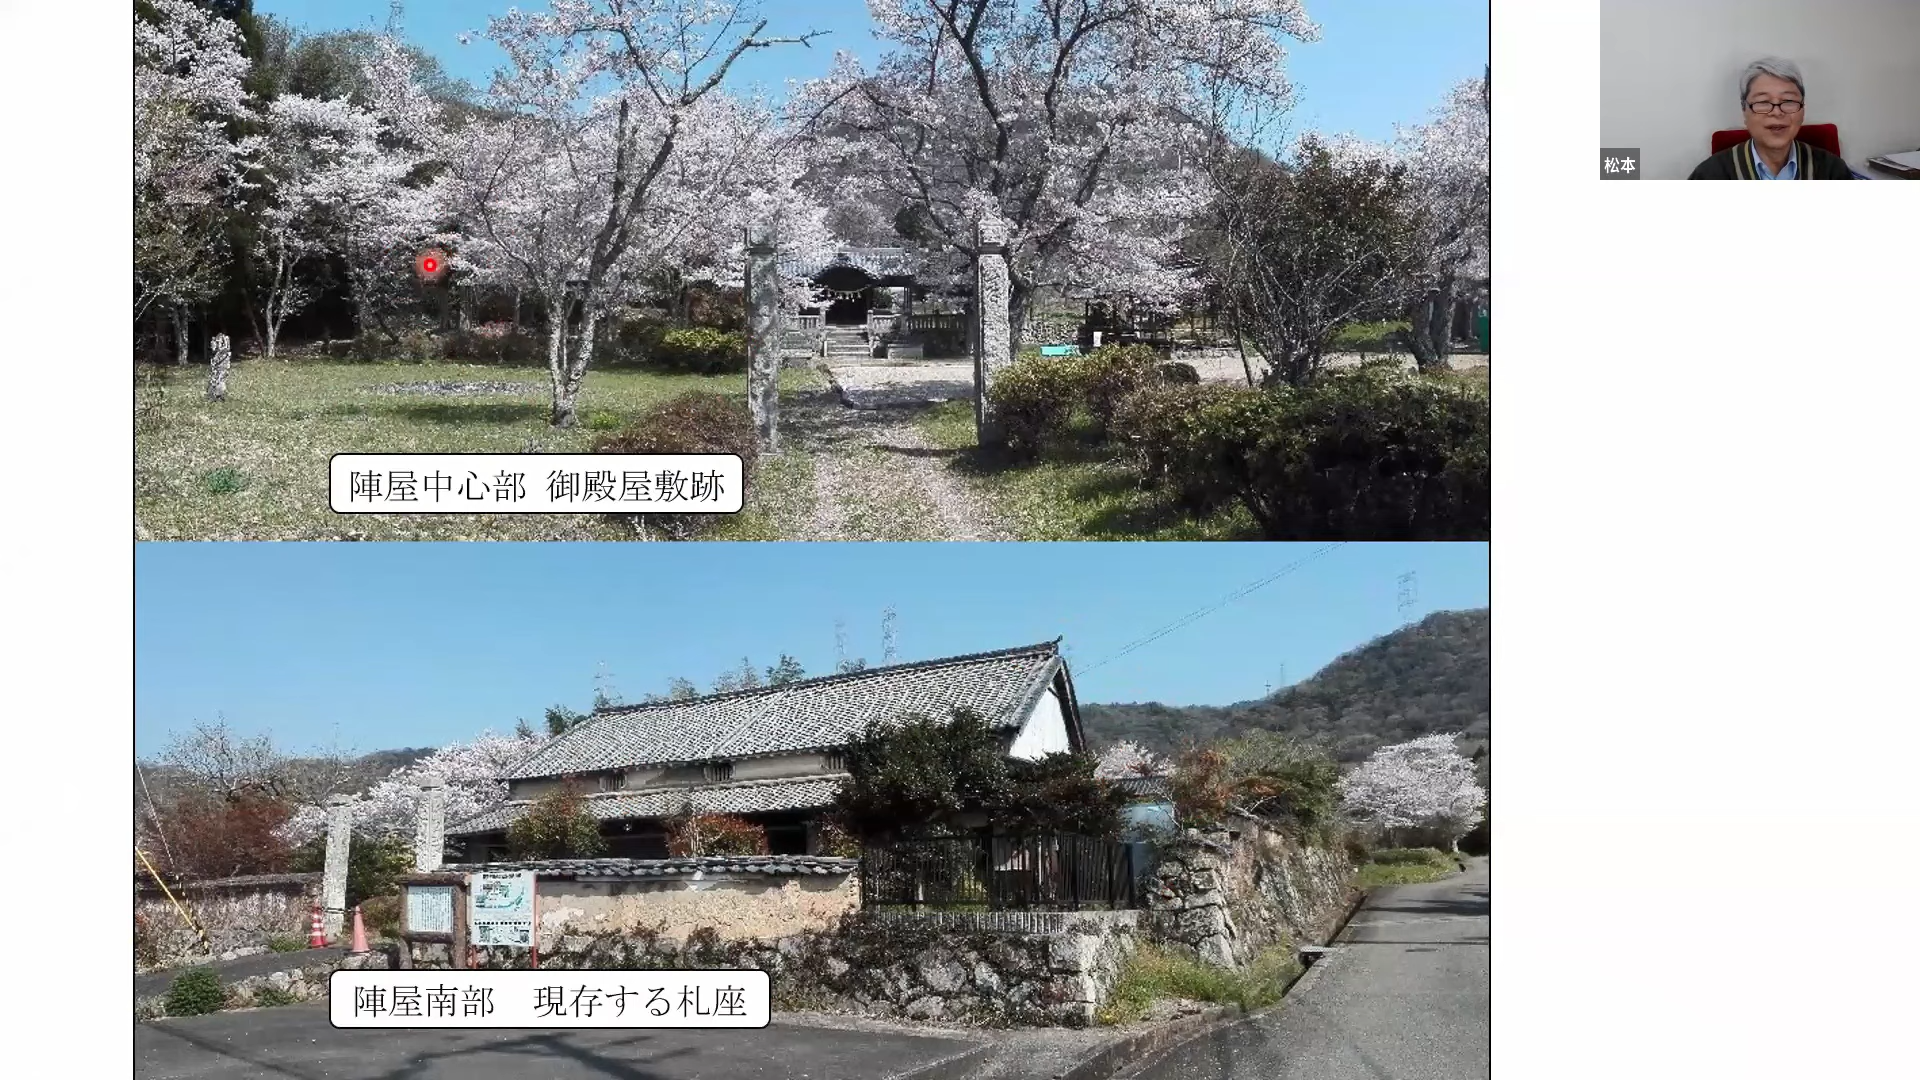 松本
陣屋中心部 御殿屋敷跡
陣屋南部　現存する札座